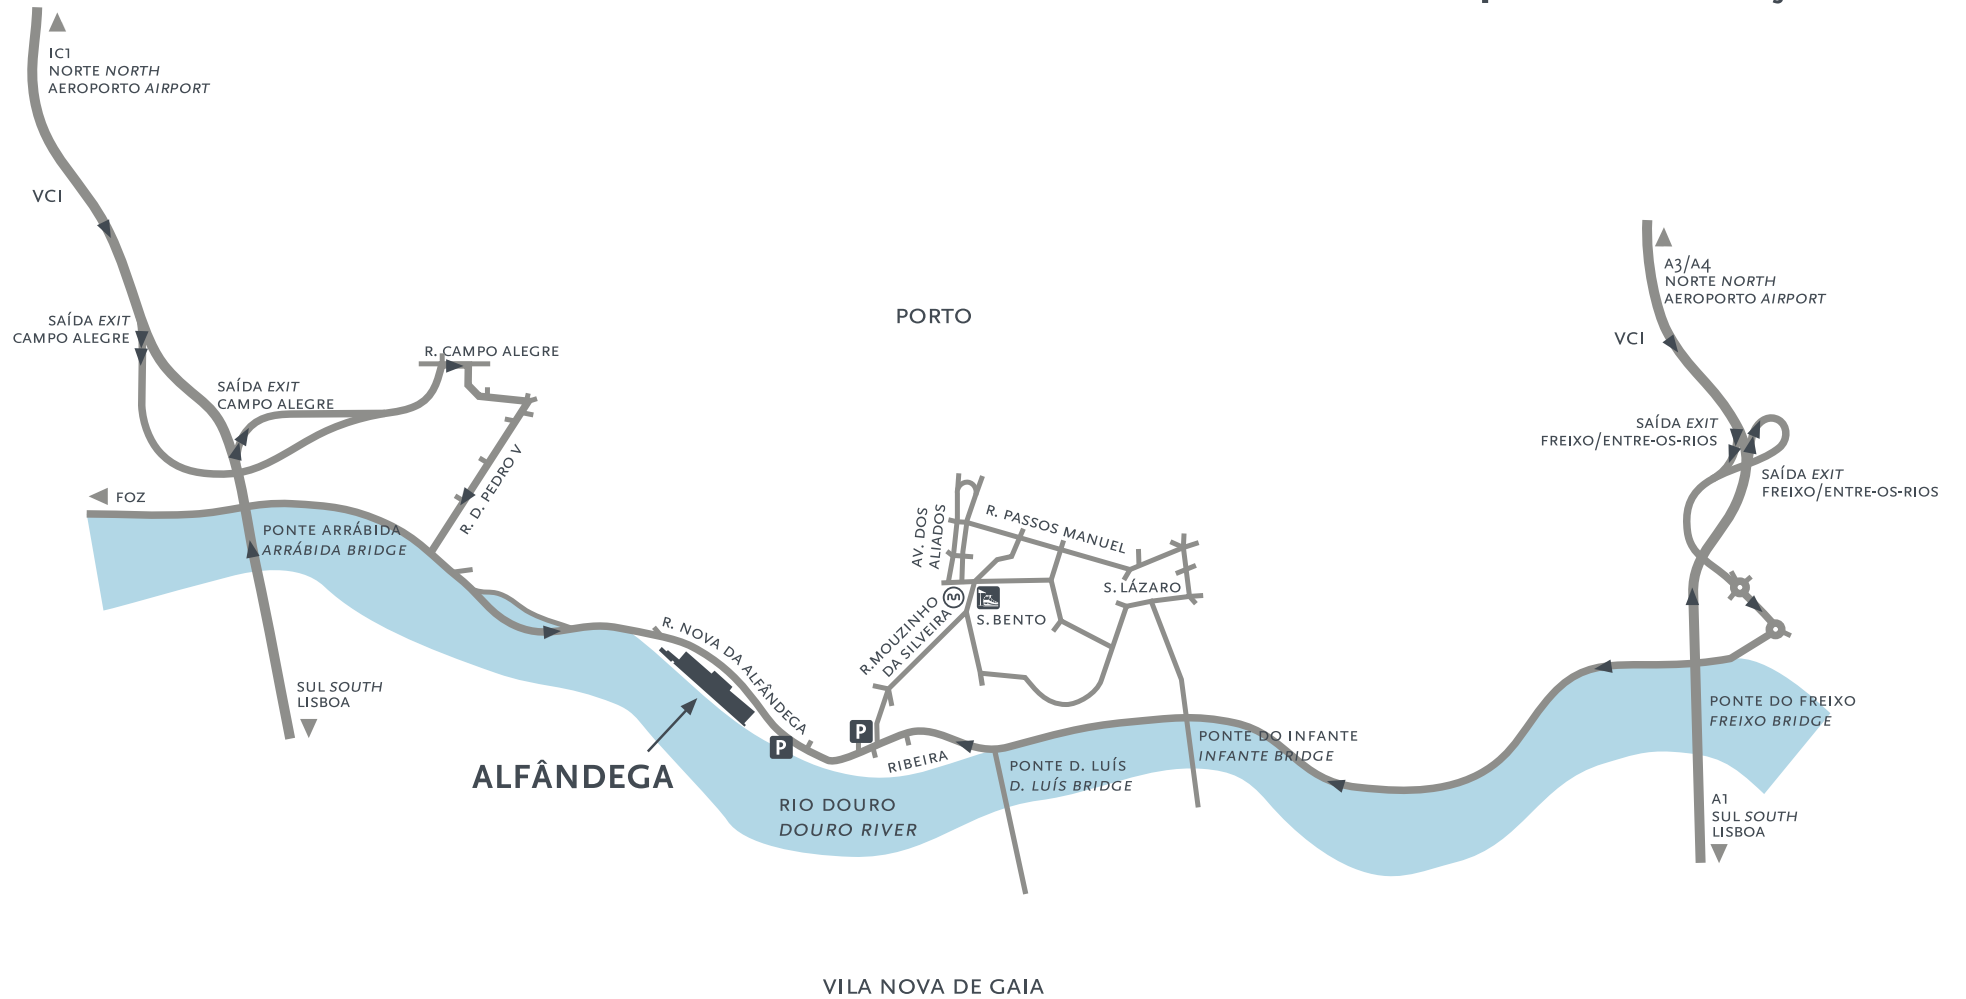 IC1
NORTE NORTH
AEROPORTO AIRPORT
VCI
SAÍDA EXIT
CAMPO ALEGRE
SAÍDA EXIT
CAMPO ALEGRE
R. CAMPO ALEGRE
R. D. PEDRO V
FOZ
PONTE ARRÁBIDA
ARRÁBIDA BRIDGE
SUL SOUTH
LISBOA
PORTO
R. NOVA DA ALFÂNDEGA
ALFÂNDEGA
P
P
AV. DOS
ALIADOS
R. PASSOS MANUEL
R.MOUZINHO
DA SILVEIRA
S.BENTO
S. LÁZARO
RIBEIRA
RIO DOURO
DOURO RIVER
PONTE D. LUÍS
D. LUÍS BRIDGE
PONTE DO INFANTE
INFANTE BRIDGE
A3/A4
NORTE NORTH
AEROPORTO AIRPORT
VCI
SAÍDA EXIT
FREIXO/ENTRE-OS-RIOS
SAÍDA EXIT
FREIXO/ENTRE-OS-RIOS
PONTE DO FREIXO
FREIXO BRIDGE
A1
SUL SOUTH
LISBOA
VILA NOVA DE GAIA